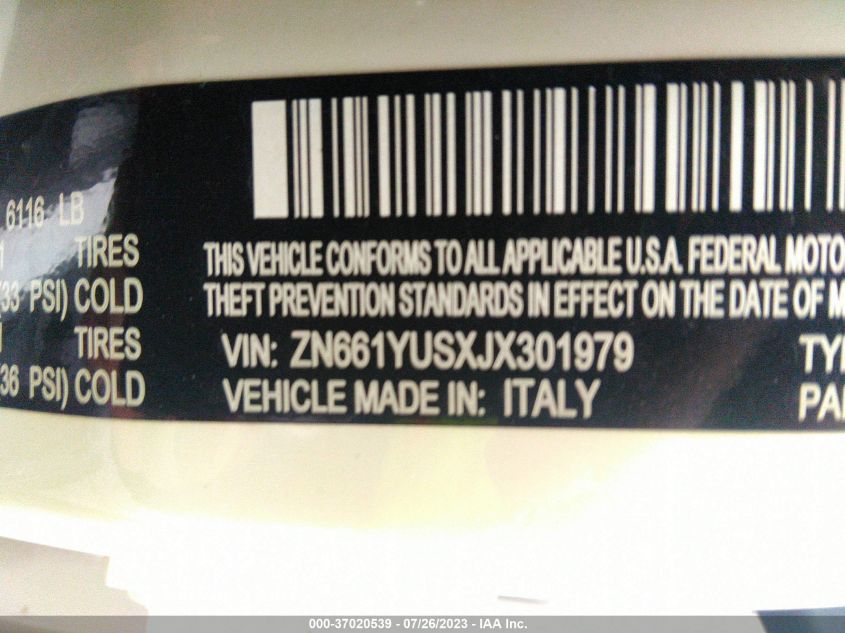 6116 LB
TIRES
33 PSI) COLD
TIRES
36 PSI) COLD
THIS VEHICLE CONFORMS TO ALL APPLICABLE U.S.A. FEDERAL MOTO
THEFT PREVENTION STANDARDS IN EFFECT ON THE DATE OF M
VIN: ZN661YUSXJX301979 TY
VEHICLE MADE IN: ITALY PA
000-37020539 - 07/26/2023 - IAA Inc.